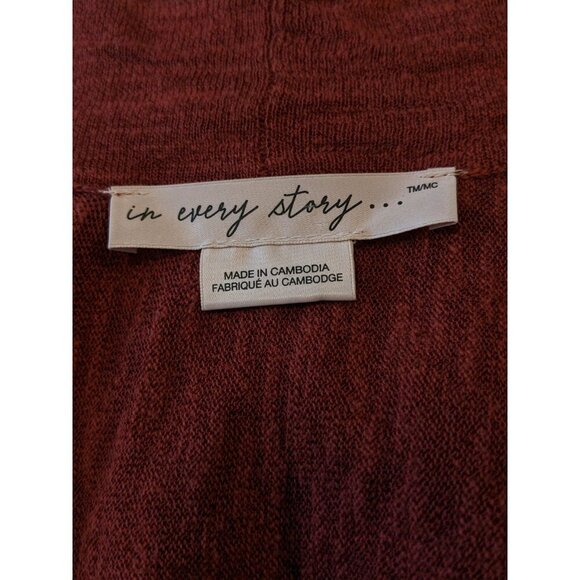 in every story... TM/MC
MADE IN CAMBODIA
FABRIQUÉ AU CAMBODGE